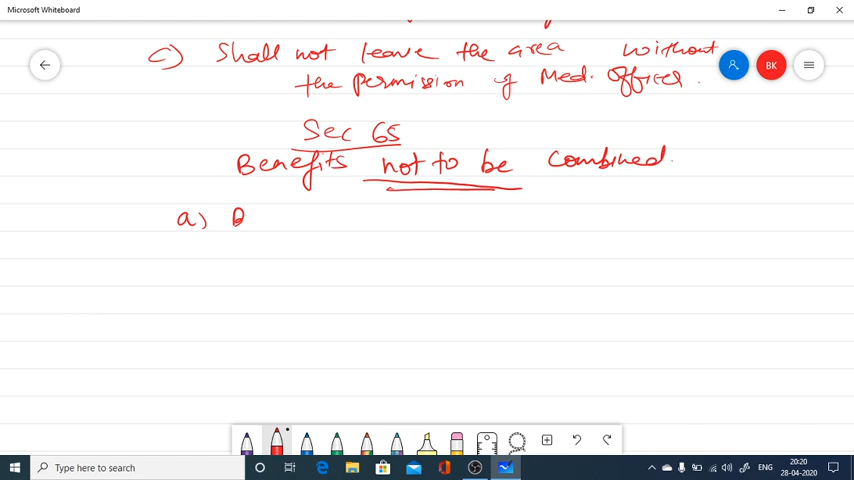 Microsoft Whiteboard
c) Shall not leave the area without
the permission of Med. Officer.
BK
Sec 65
Benefits not to be combined.
a) B
Type here to search
ENG
20:20
28-04-2020